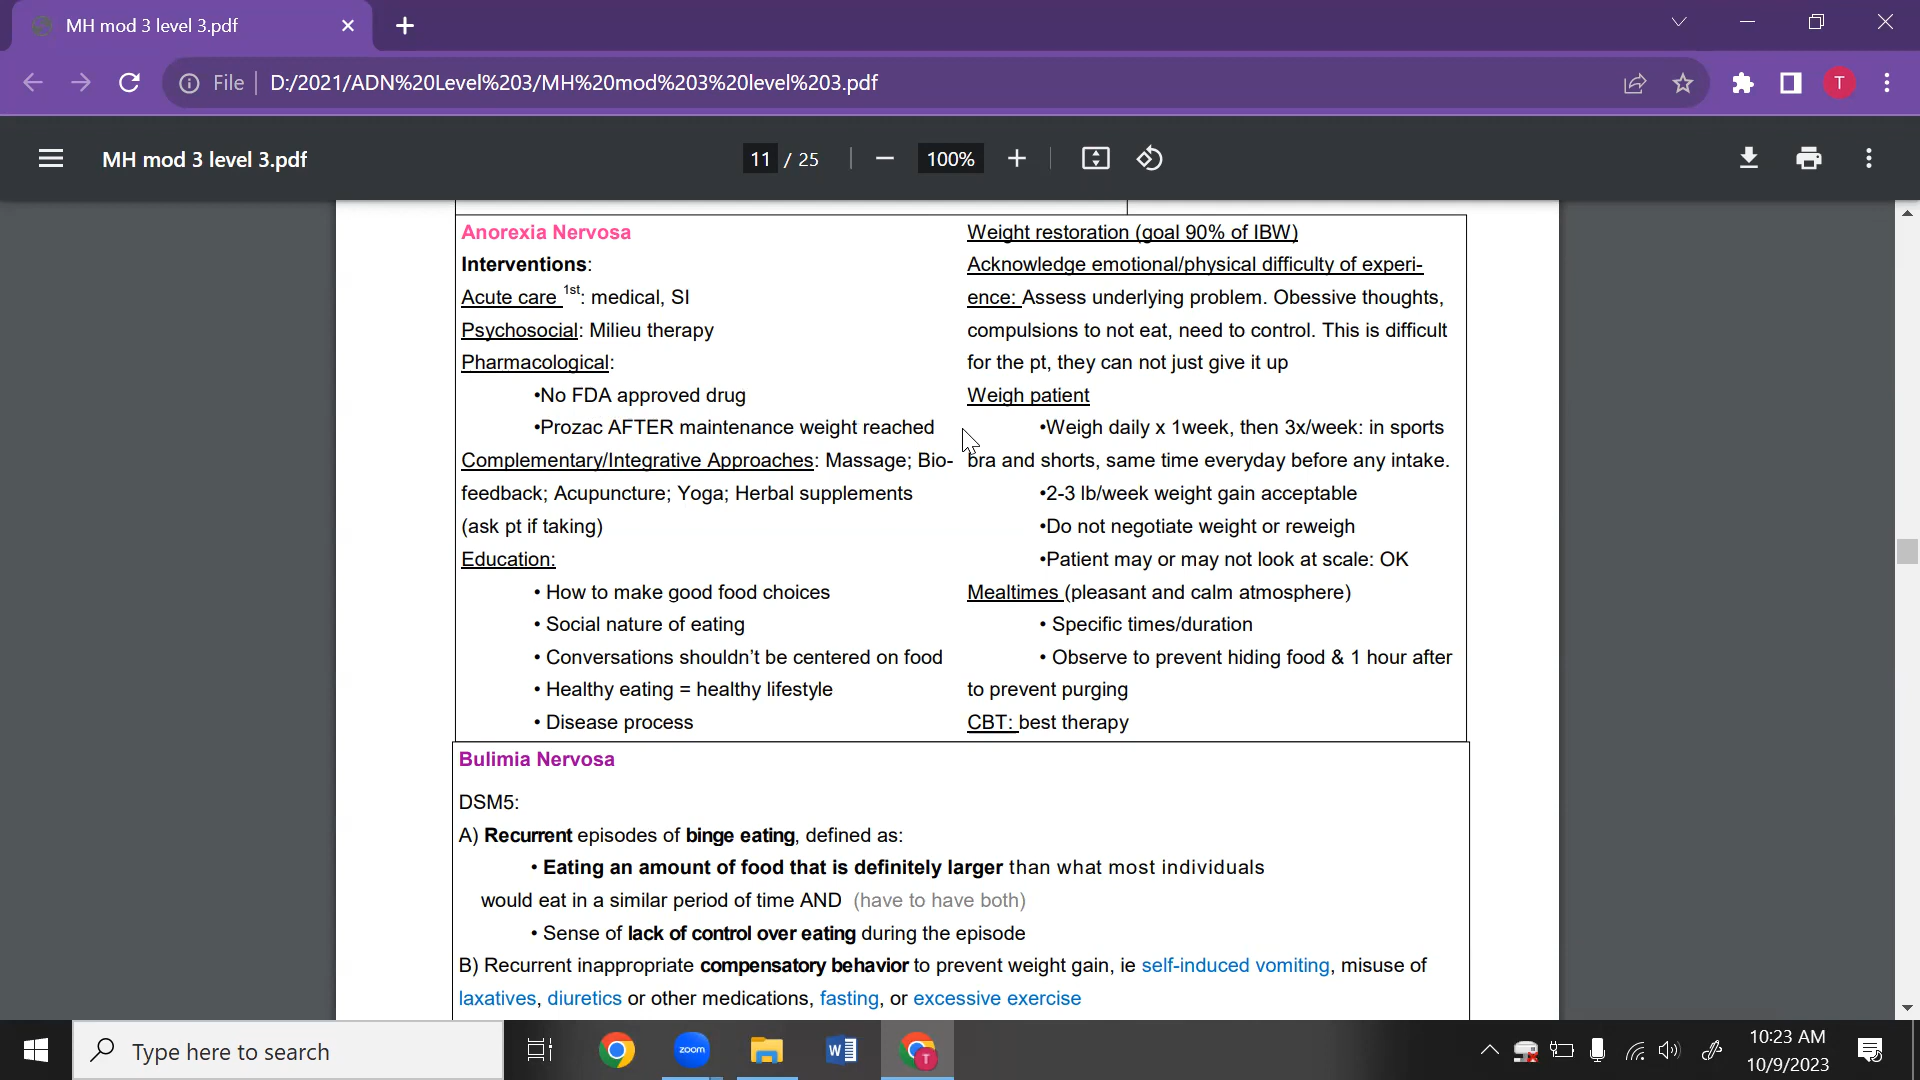 MH mod 3 level 3.pdf
File
D:/2021/ADN%20Level%203/MH%20mod%203%20level%203.pdf
T
MH mod 3 level 3.pdf
11 / 25
100%
Anorexia Nervosa
Interventions:
Acute care 1st: medical, SI
Psychosocial: Milieu therapy
Pharmacological:
•No FDA approved drug
•Prozac AFTER maintenance weight reached
Complementary/Integrative Approaches: Massage; Bio-
feedback; Acupuncture; Yoga; Herbal supplements
(ask pt if taking)
Education:
• How to make good food choices
• Social nature of eating
• Conversations shouldn't be centered on food
• Healthy eating = healthy lifestyle
• Disease process
Weight restoration (goal 90% of IBW)
Acknowledge emotional/physical difficulty of experi-
ence: Assess underlying problem. Obessive thoughts,
compulsions to not eat, need to control. This is difficult
for the pt, they can not just give it up
Weigh patient
•Weigh daily x 1week, then 3x/week: in sports
bra and shorts, same time everyday before any intake.
•2-3 lb/week weight gain acceptable
•Do not negotiate weight or reweigh
•Patient may or may not look at scale: OK
Mealtimes (pleasant and calm atmosphere)
• Specific times/duration
• Observe to prevent hiding food & 1 hour after
to prevent purging
CBT: best therapy
Bulimia Nervosa
DSM5:
A) Recurrent episodes of binge eating, defined as:
• Eating an amount of food that is definitely larger than what most individuals
would eat in a similar period of time AND (have to have both)
• Sense of lack of control over eating during the episode
B) Recurrent inappropriate compensatory behavior to prevent weight gain, ie self-induced vomiting, misuse of
laxatives, diuretics or other medications, fasting, or excessive exercise
Type here to search
zoom
W
T
10:23 AM
10/9/2023